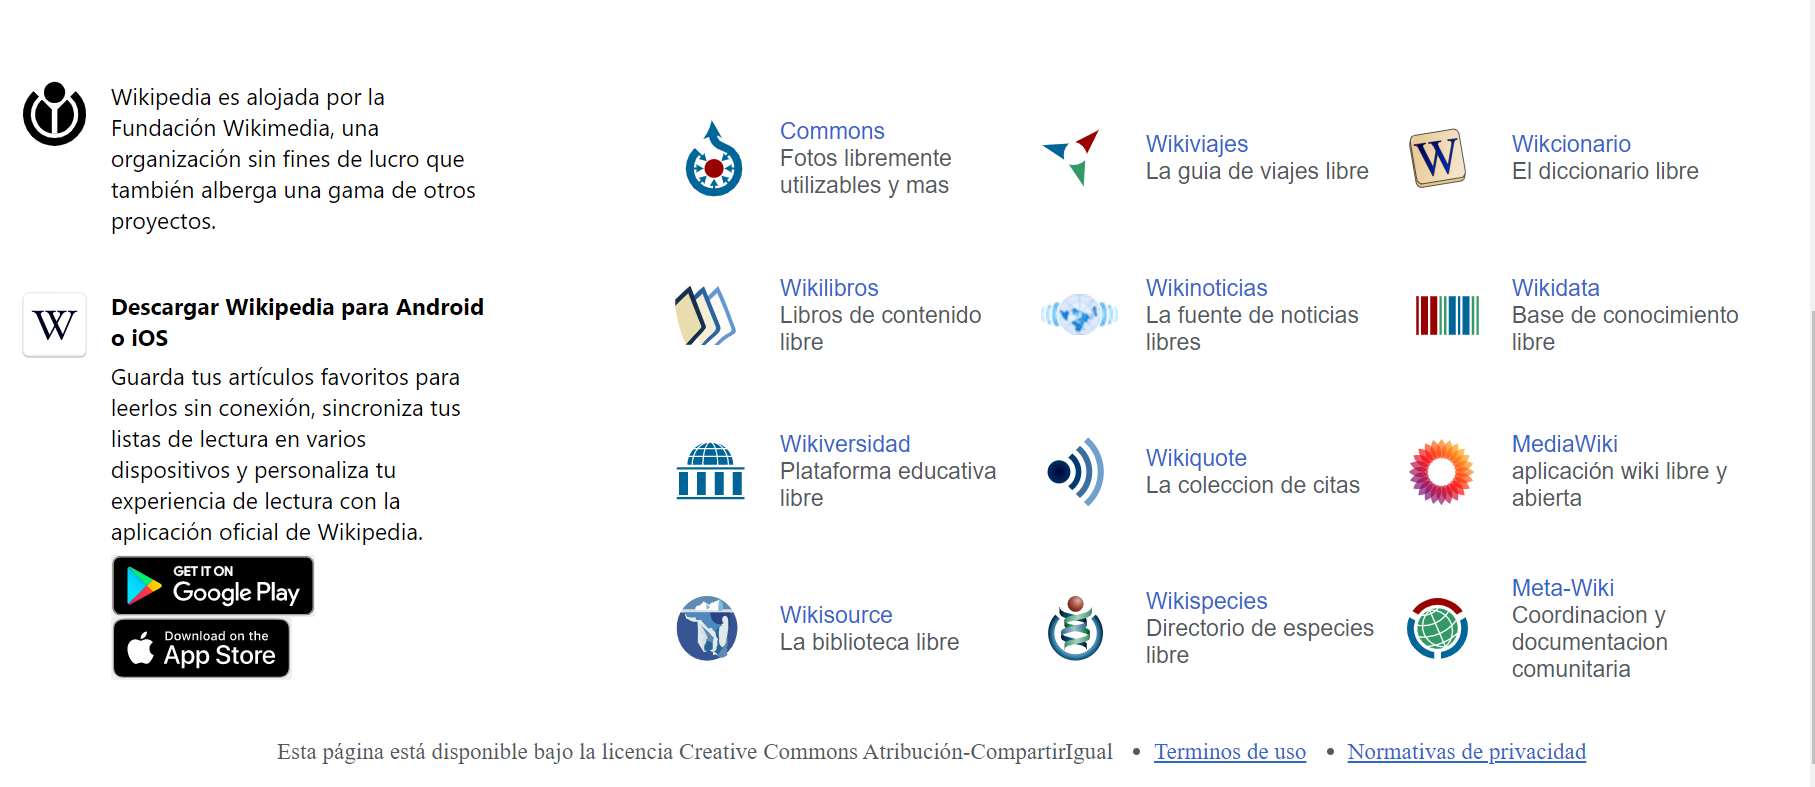 Wikipedia es alojada por la
Fundación Wikimedia, una
organización sin fines de lucro que
también alberga una gama de otros
proyectos.
W
Descargar Wikipedia para Android
o iOS
Guarda tus artículos favoritos para
leerlos sin conexión, sincroniza tus
listas de lectura en varios
dispositivos y personaliza tu
experiencia de lectura con la
aplicación oficial de Wikipedia.
GET IT ON
Google Play
Download on the
App Store
Commons
Fotos libremente
utilizables y mas
Wikiviajes
La guia de viajes libre
W
Wikcionario
El diccionario libre
Wikilibros
Libros de contenido
libre
Wikinoticias
La fuente de noticias
libres
Wikidata
Base de conocimiento
libre
Wikiversidad
Plataforma educativa
libre
Wikiquote
La coleccion de citas
MediaWiki
aplicación wiki libre y
abierta
Wikisource
La biblioteca libre
Wikispecies
Directorio de especies
libre
Meta-Wiki
Coordinacion y
documentacion
comunitaria
Esta página está disponible bajo la licencia Creative Commons Atribución-CompartirIgual • Terminos de uso • Normativas de privacidad